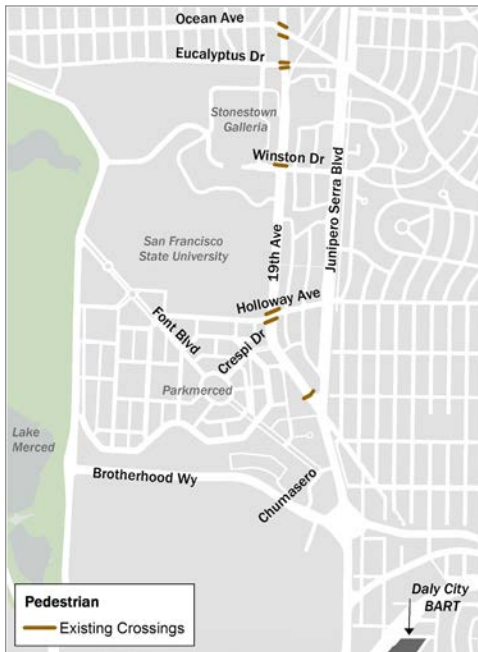 Ocean Ave
Eucalyptus Dr
Stonestown
Galleria
Winston Dr
Junipero Serra Blvd
San Francisco
State University
19th Ave
Holloway Ave
Font Blvd
Crespi Dr
Parkmerced
Lake
Merced
Brotherhood Wy
Chumasero
Daly City
BART
Pedestrian
Existing Crossings